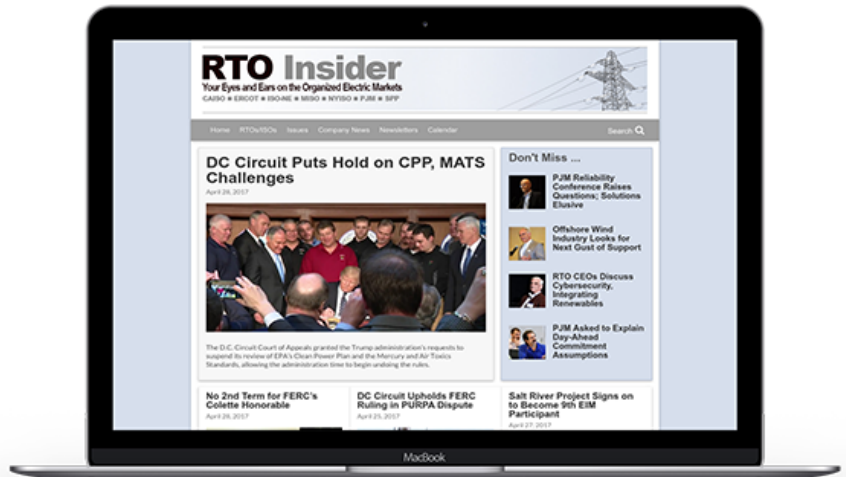 RTO Insider
Your Eyes and Ears on the Organized Electric Markets
CAISO ■ ERCOT ■ ISO-NE ■ MISO ■ NYISO ■ PJM ■ SPP
Home RTOs/ISOs Issues Company News Newsletters Calendar
Search
DC Circuit Puts Hold on CPP, MATS
Challenges
April 28, 2017
The D.C. Circuit Court of Appeals granted the Trump administration's requests to
suspend its review of EPA's Clean Power Plan and the Mercury and Air Toxics
Standards, allowing the administration time to begin undoing the rules.
Don't Miss ...
PJM Reliability
Conference Raises
Questions; Solutions
Elusive
Offshore Wind
Industry Looks for
Next Gust of Support
RTO CEOs Discuss
Cybersecurity,
Integrating
Renewables
PJM Asked to Explain
Day-Ahead
Commitment
Assumptions
No 2nd Term for FERC's
Colette Honorable
April 28, 2017
DC Circuit Upholds FERC
Ruling in PURPA Dispute
April 25, 2017
Salt River Project Signs on
to Become 9th EIM
Participant
April 27, 2017
MacBook